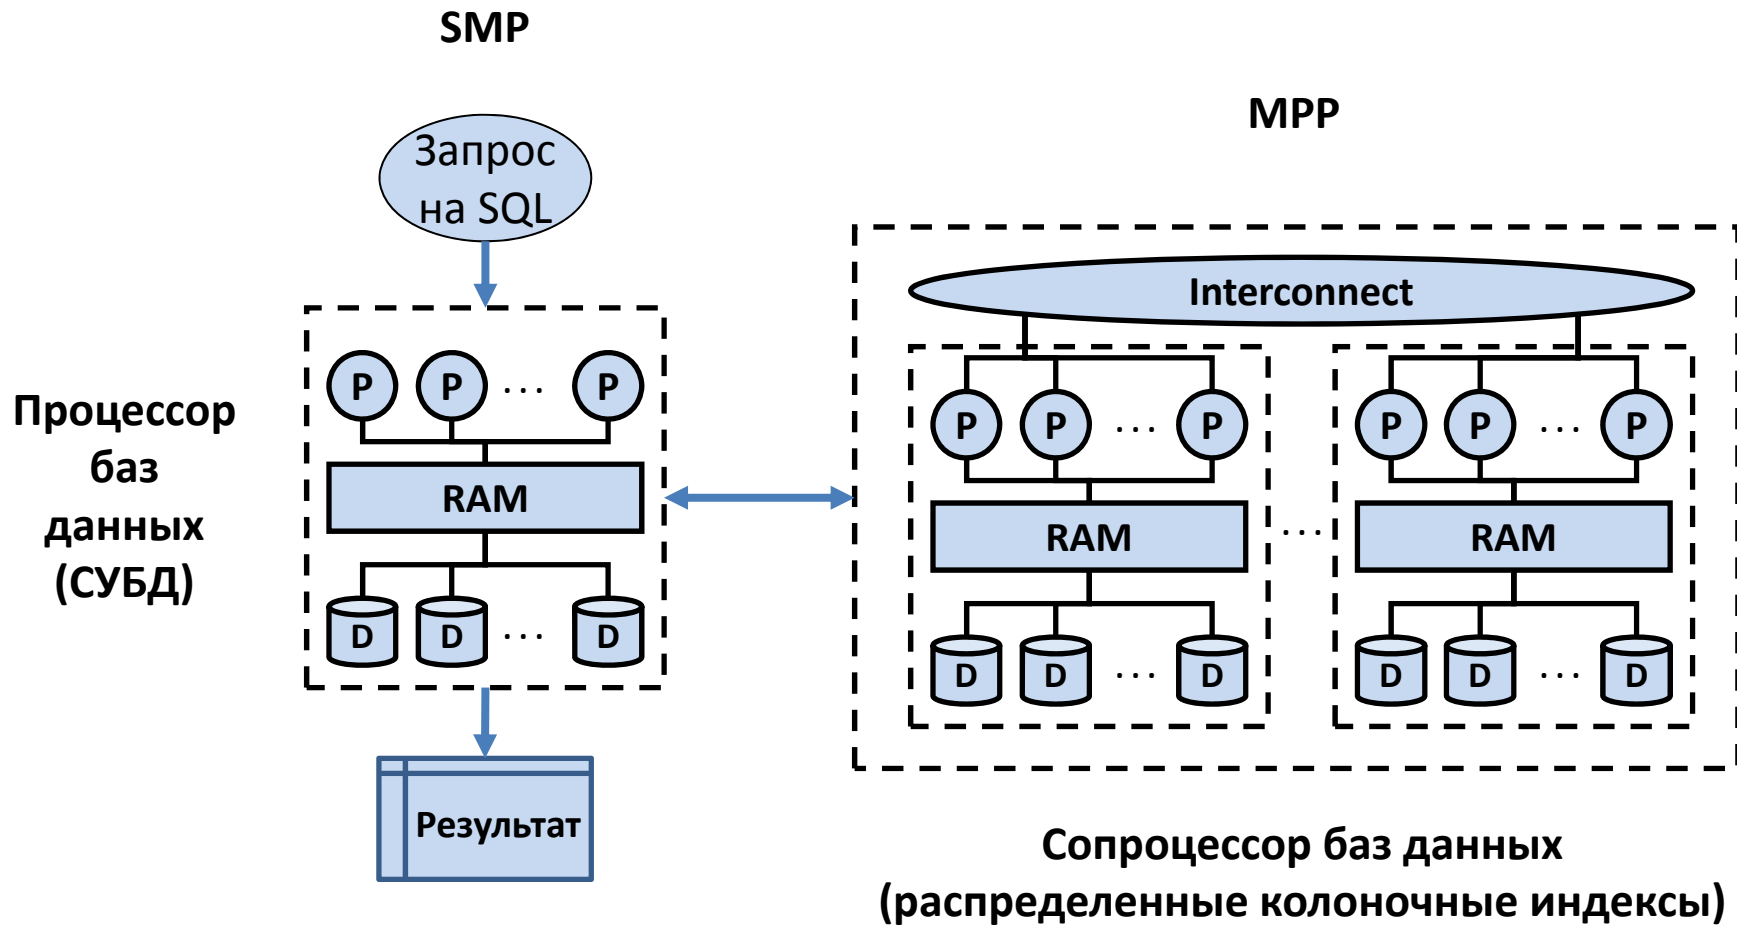 SMP
MPP
Запрос
на SQL
Interconnect
P P ... P
P P ... P
P P ... P
Процессор
баз
данных
(СУБД)
RAM
RAM
...
RAM
D D ... D
D D ... D
D D ... D
Результат
Сопроцессор баз данных
(распределенные колоночные индексы)